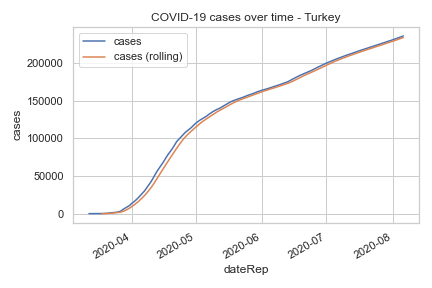 COVID-19 cases over time - Turkey
cases
cases (rolling)
200000
150000
100000
50000
0
cases
2020-04
2020-05
2020-06
2020-07
2020-08
dateRep